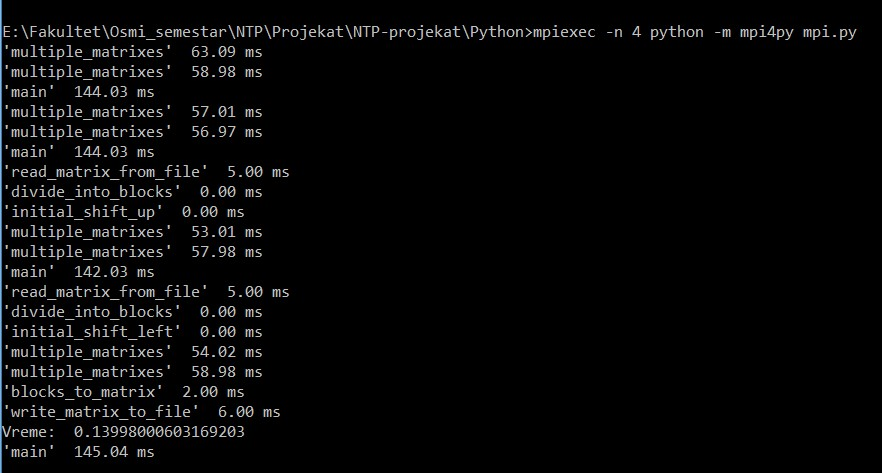 E:\Fakultet\Osmi_semestar\NTP\Projekat\NTP-projekat\Python>mpiexec -n 4 python -m mpi4py mpi.py
'multiple_matrixes'  63.09 ms
'multiple_matrixes'  58.98 ms
'main'  144.03 ms
'multiple_matrixes'  57.01 ms
'multiple_matrixes'  56.97 ms
'main'  144.03 ms
'read_matrix_from_file'  5.00 ms
'divide_into_blocks'  0.00 ms
'initial_shift_up'  0.00 ms
'multiple_matrixes'  53.01 ms
'multiple_matrixes'  57.98 ms
'main'  142.03 ms
'read_matrix_from_file'  5.00 ms
'divide_into_blocks'  0.00 ms
'initial_shift_left'  0.00 ms
'multiple_matrixes'  54.02 ms
'multiple_matrixes'  58.98 ms
'blocks_to_matrix'  2.00 ms
'write_matrix_to_file'  6.00 ms
Vreme:  0.13998000603169203
'main'  145.04 ms